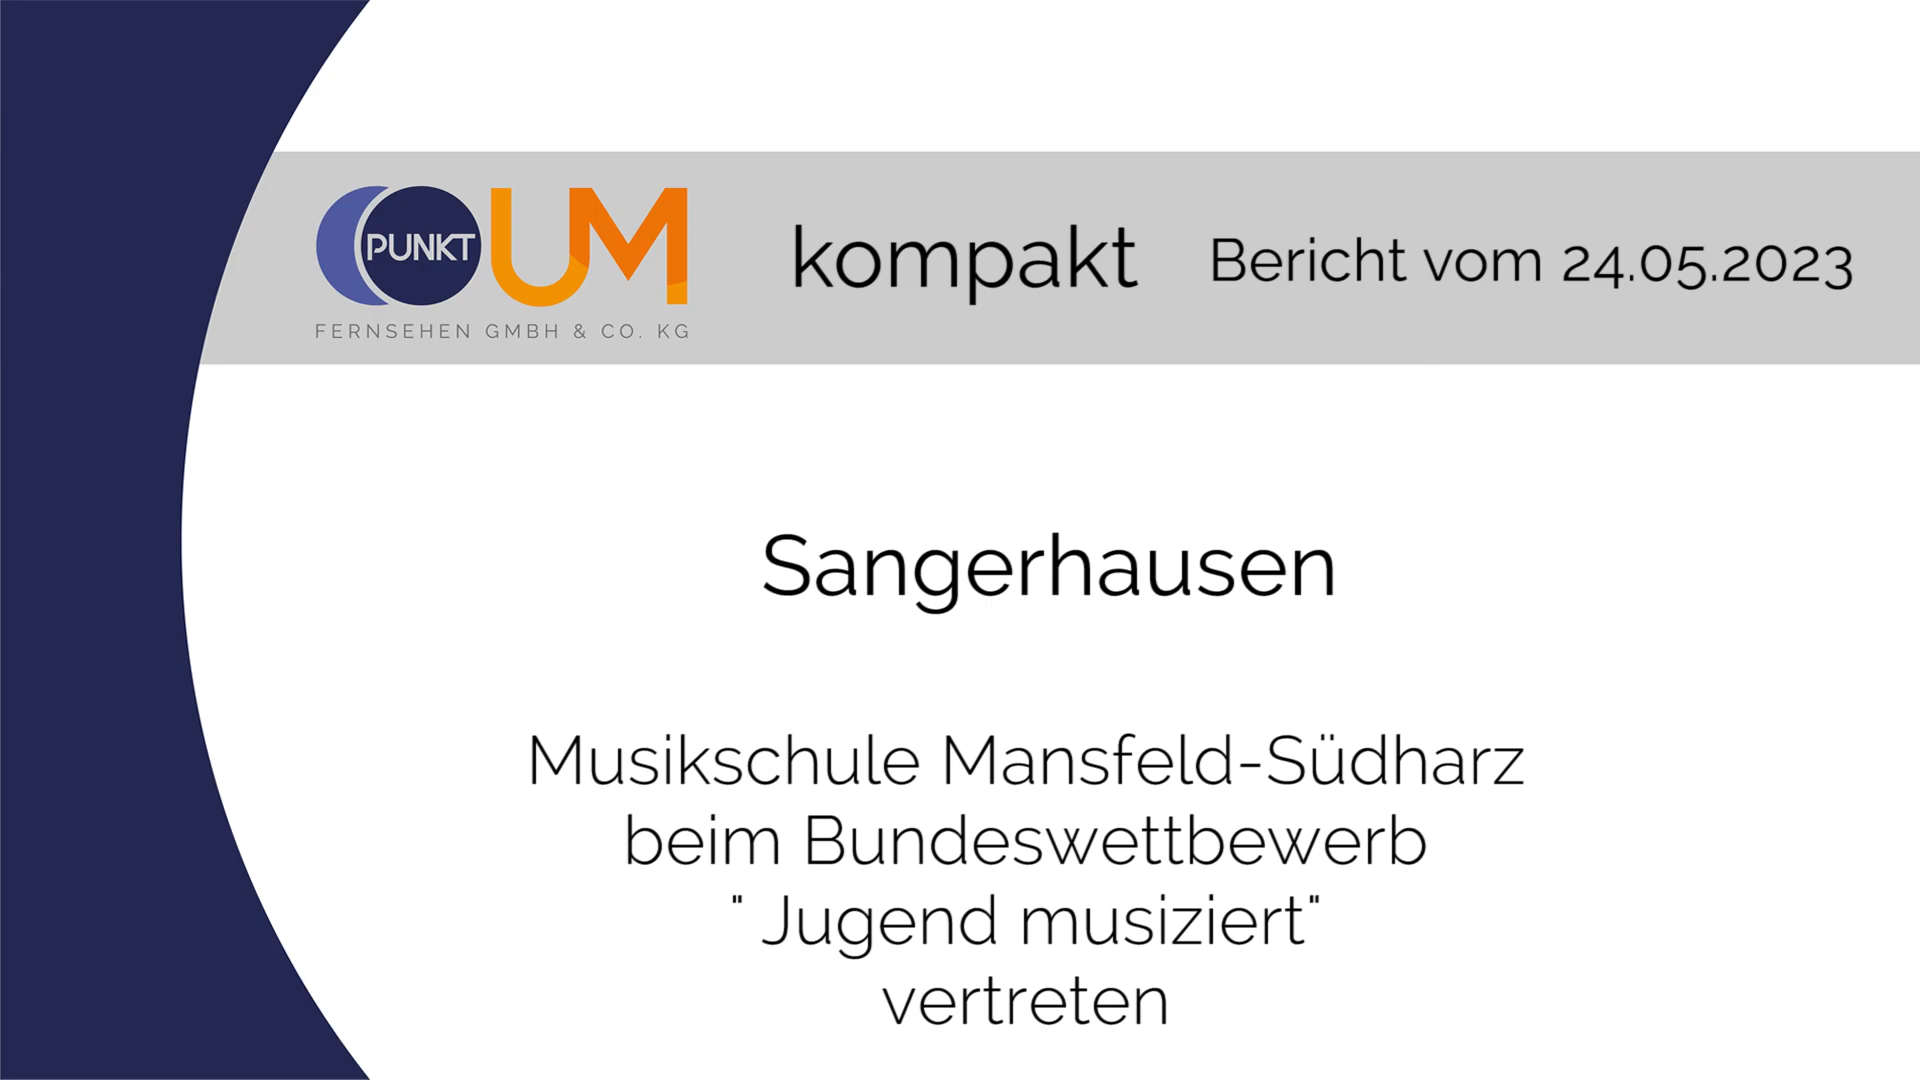 PUNKT UM
FERNSEHEN GMBH & CO. KG
kompakt Bericht vom 24.05.2023
Sangerhausen
Musikschule Mansfeld-Südharz
beim Bundeswettbewerb
" Jugend musiziert"
vertreten